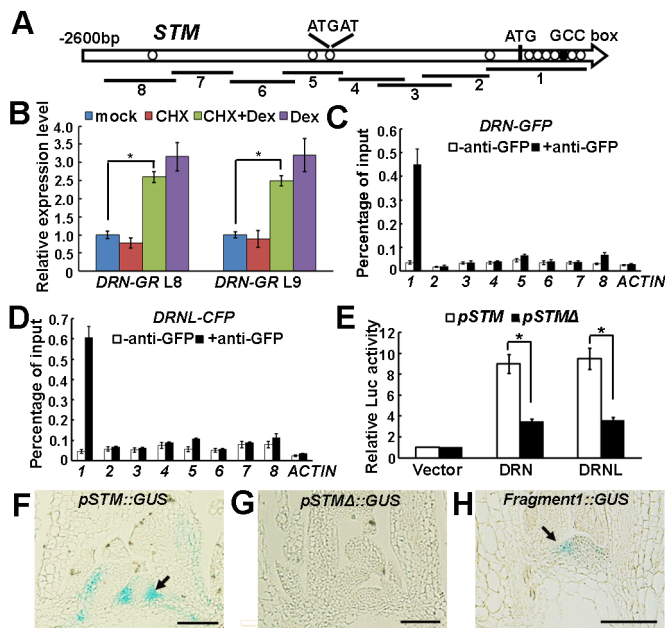 A
-2600bp STM ATGAT ATG GCC box
8 7 6 5 4 3 2 1
B
mock CHX CHX+Dex Dex
Relative expression level
4.0
3.5
3.0
2.5
2.0
1.5
1.0
0.5
0
*
*
DRN-GR L8 DRN-GR L9
C
DRN-GFP
-anti-GFP +anti-GFP
Percentage of input
0.6
0.5
0.4
0.3
0.2
0.1
0
1 2 3 4 5 6 7 8 ACTIN
D
DRNL-CFP
-anti-GFP +anti-GFP
Percentage of input
0.7
0.6
0.5
0.4
0.3
0.2
0.1
0
1 2 3 4 5 6 7 8 ACTIN
E
pSTM pSTMΔ
Relative Luc activity
12
10
8
6
4
2
0
*
*
Vector DRN DRNL
F
pSTM::GUS
G
pSTMΔ::GUS
H
Fragment1::GUS